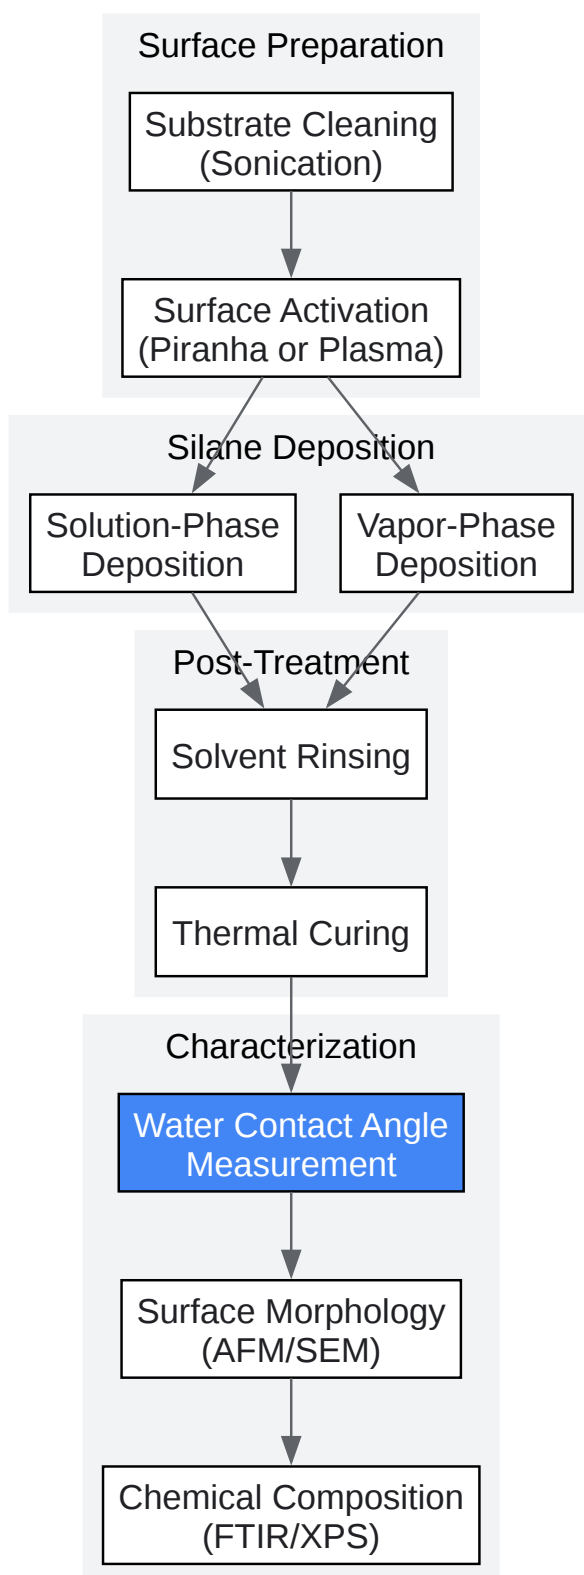 Surface Preparation
Substrate Cleaning
(Sonication)
Surface Activation
(Piranha or Plasma)
Silane Deposition
Solution-Phase
Deposition
Vapor-Phase
Deposition
Post-Treatment
Solvent Rinsing
Thermal Curing
Characterization
Water Contact Angle
Measurement
Surface Morphology
(AFM/SEM)
Chemical Composition
(FTIR/XPS)